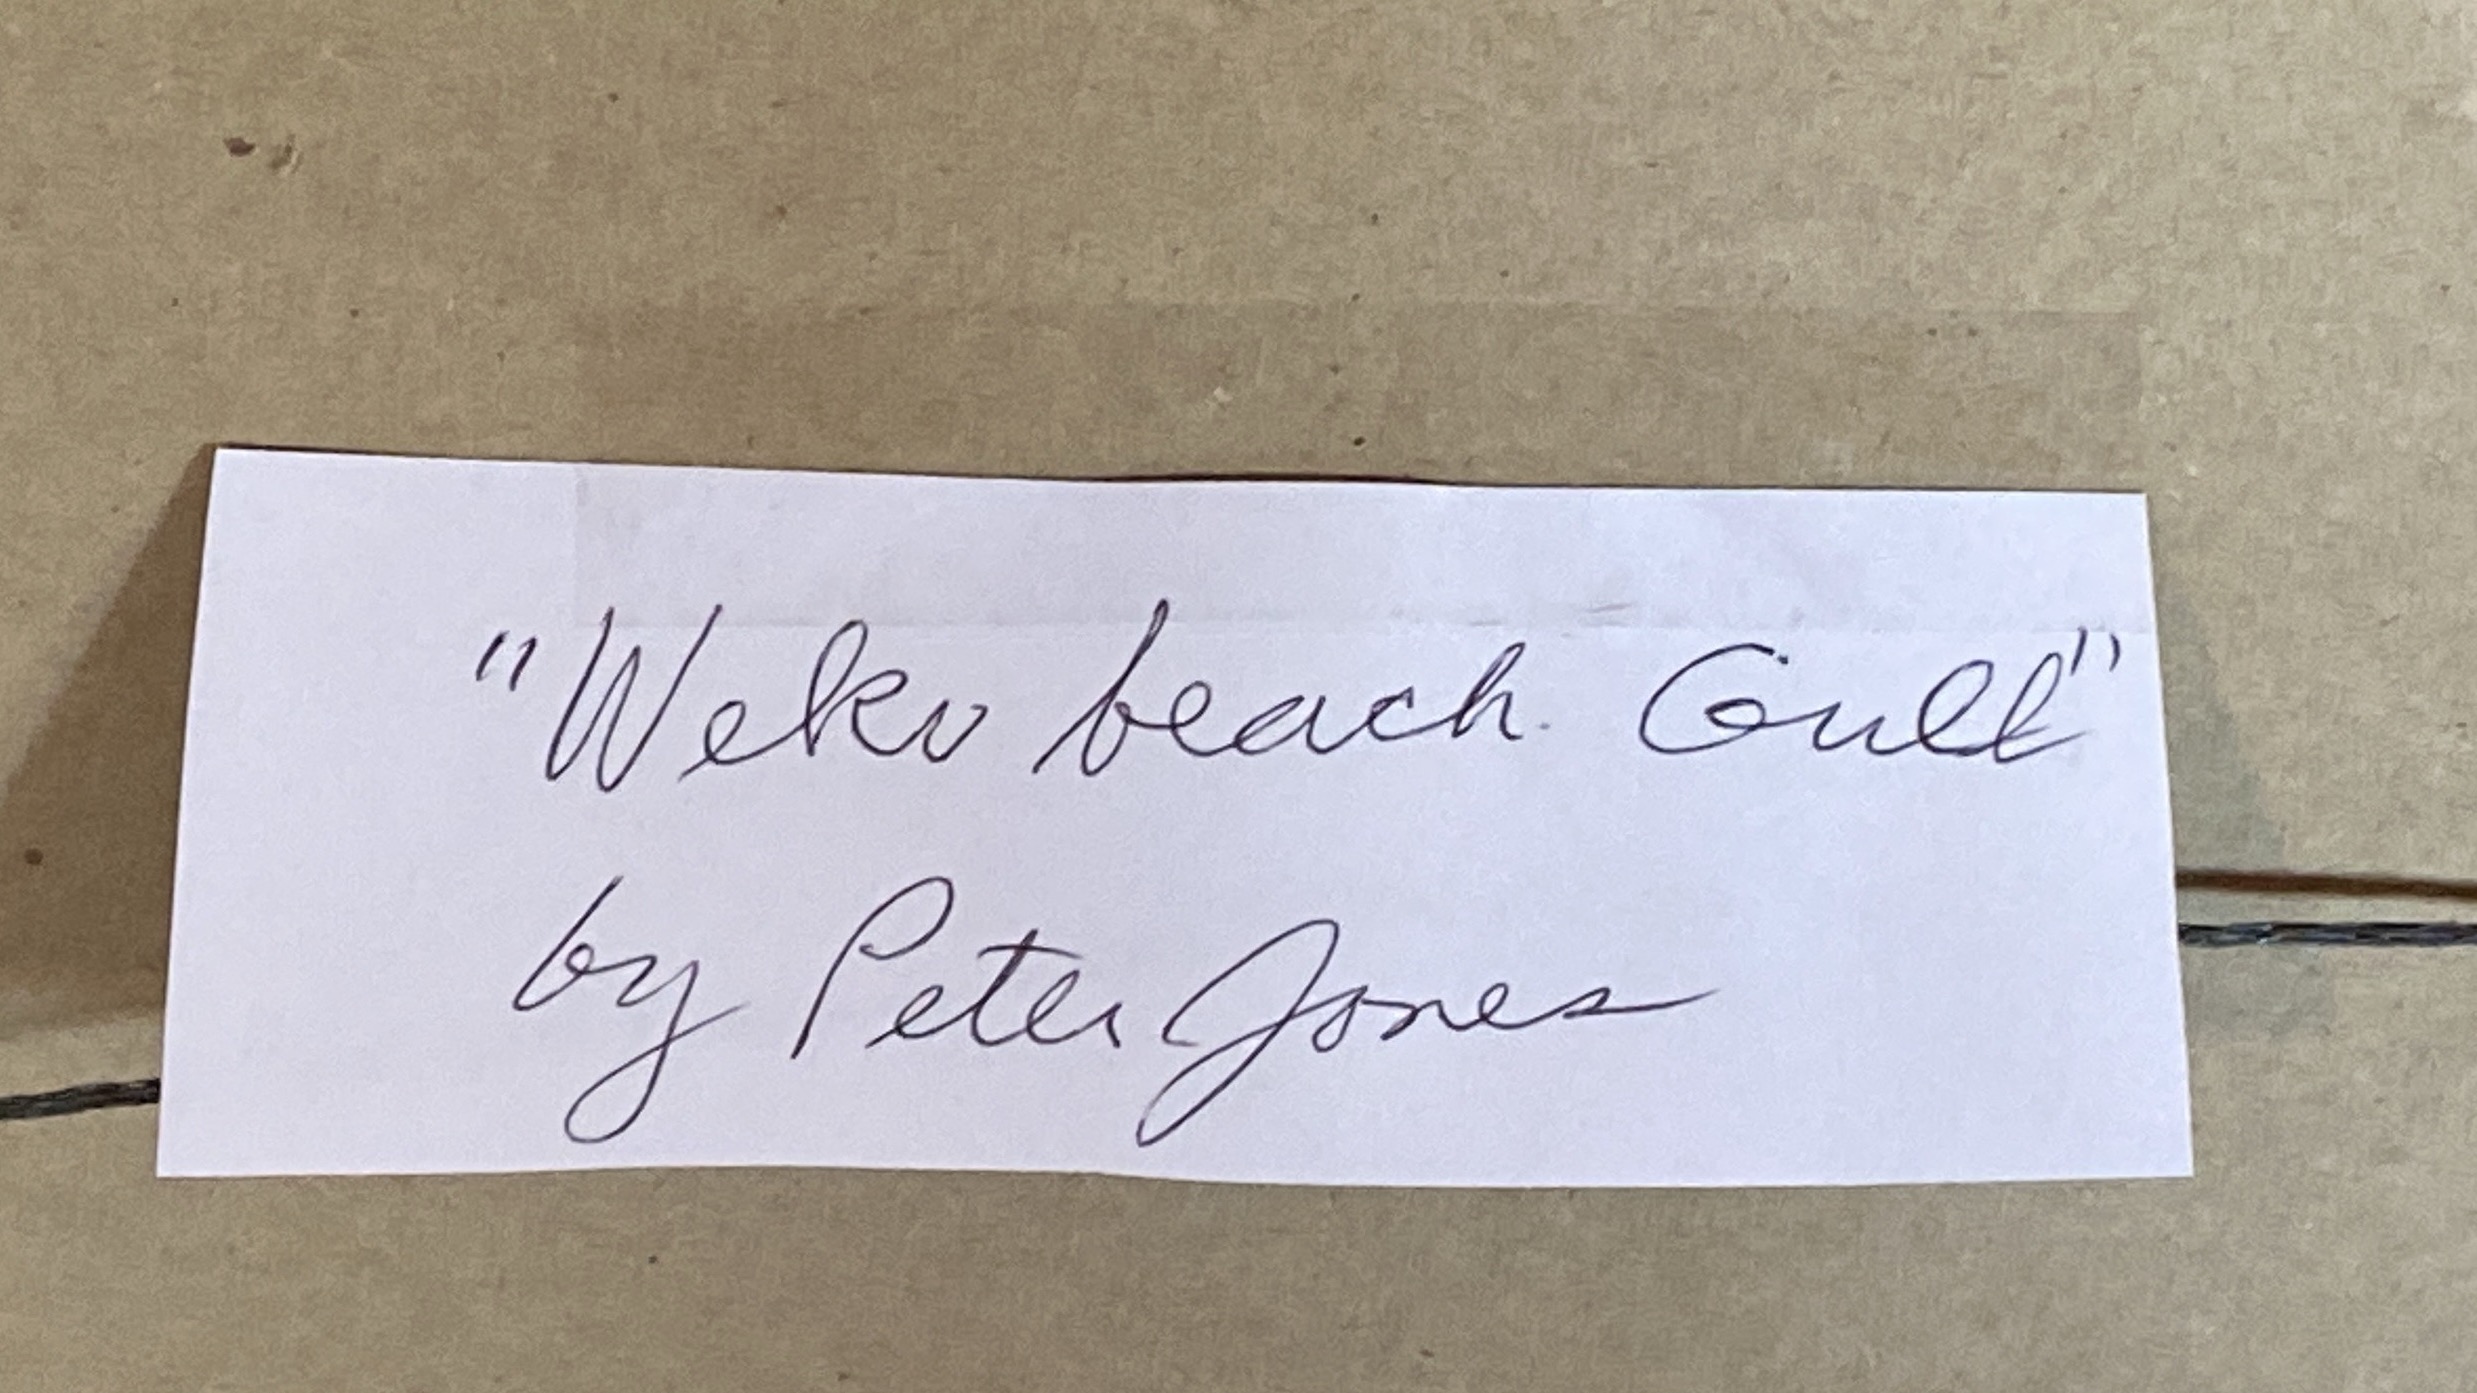 "Weko beach Gull"
by Peter Jones